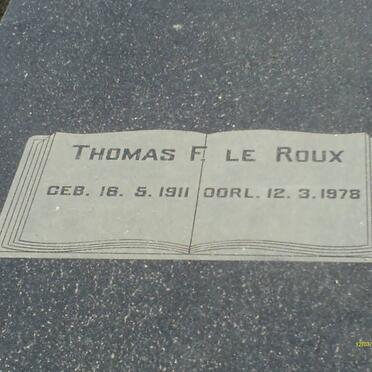 THOMAS F. LE ROUX
GEB. 16. 5. 1911 OORL. 12. 3. 1978